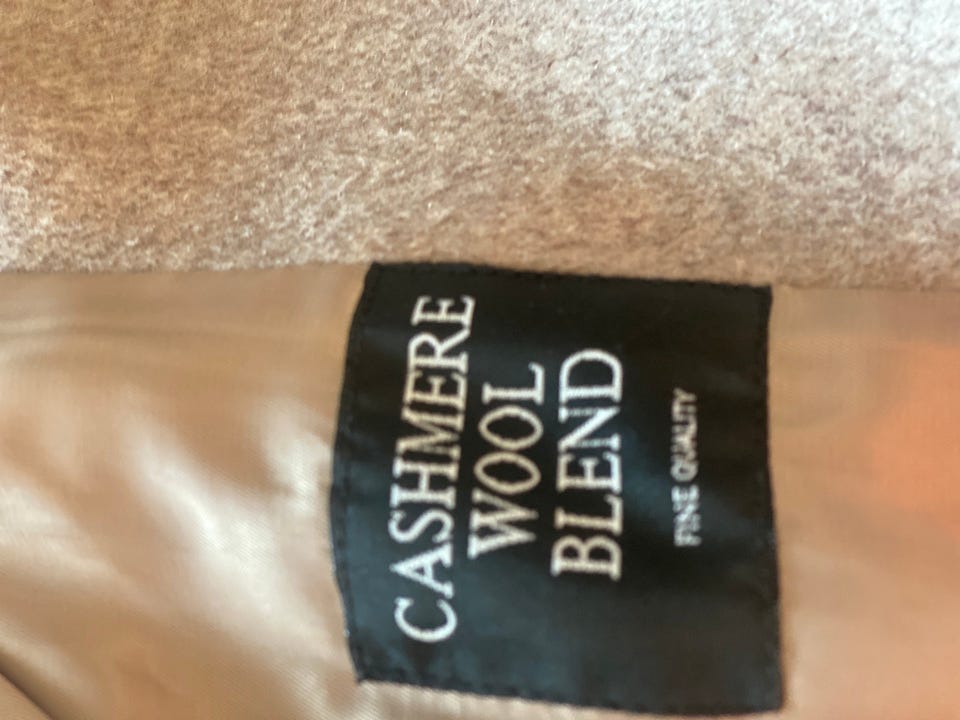 CASHMERE
WOOL
BLEND
FINE QUALITY